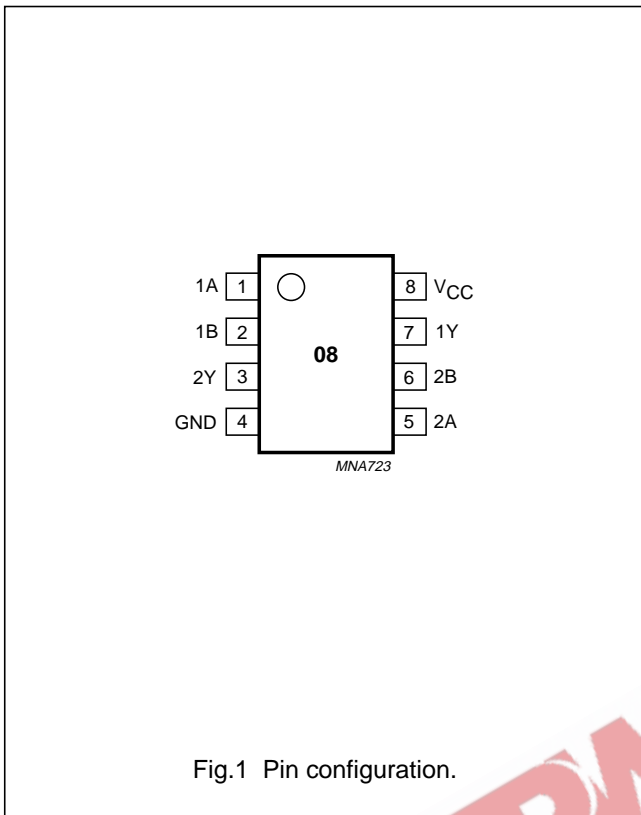 1A 1 8 VCC
1B 2 7 1Y
08
2Y 3 6 2B
GND 4 5 2A
MNA723
Fig.1 Pin configuration.